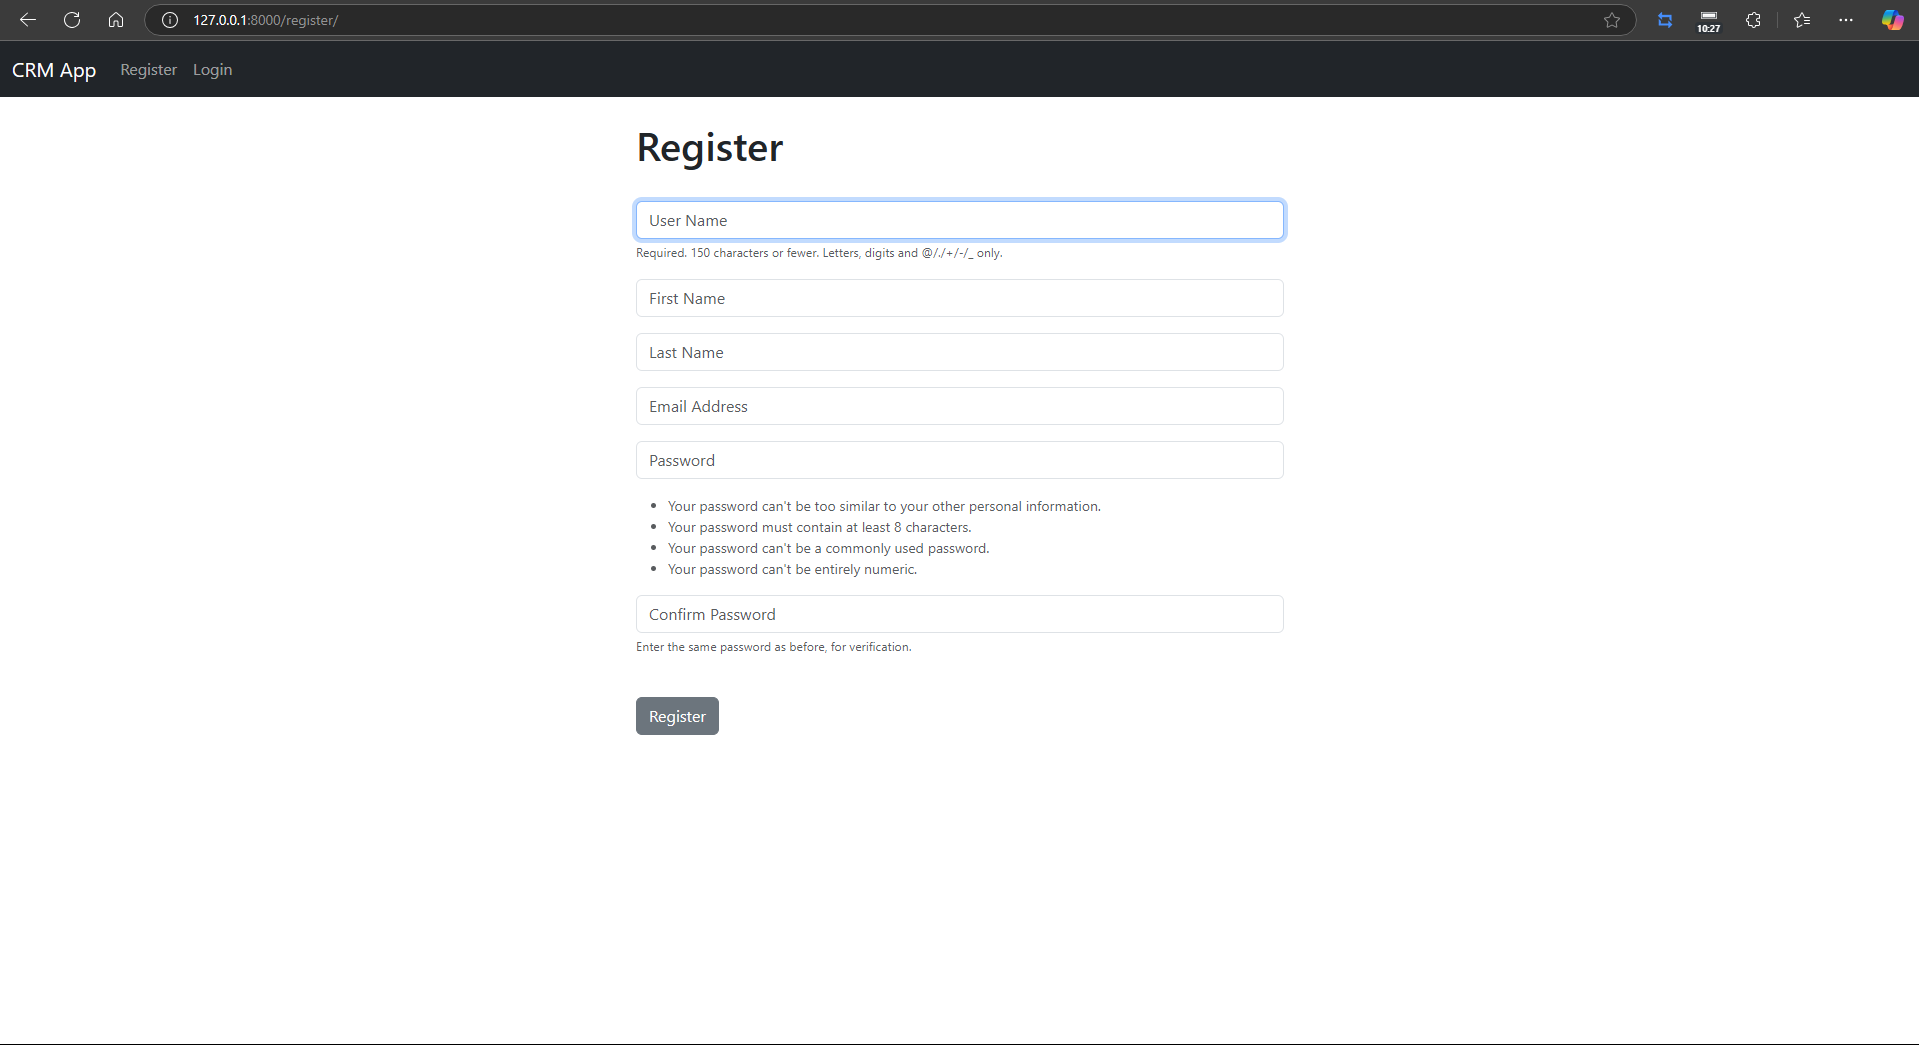 127.0.0.1:8000/register/
10:27
CRM App Register Login
Register
User Name
Required. 150 characters or fewer. Letters, digits and @/./+/-/_ only.
First Name
Last Name
Email Address
Password
Your password can't be too similar to your other personal information.
Your password must contain at least 8 characters.
Your password can't be a commonly used password.
Your password can't be entirely numeric.
Confirm Password
Enter the same password as before, for verification.
Register